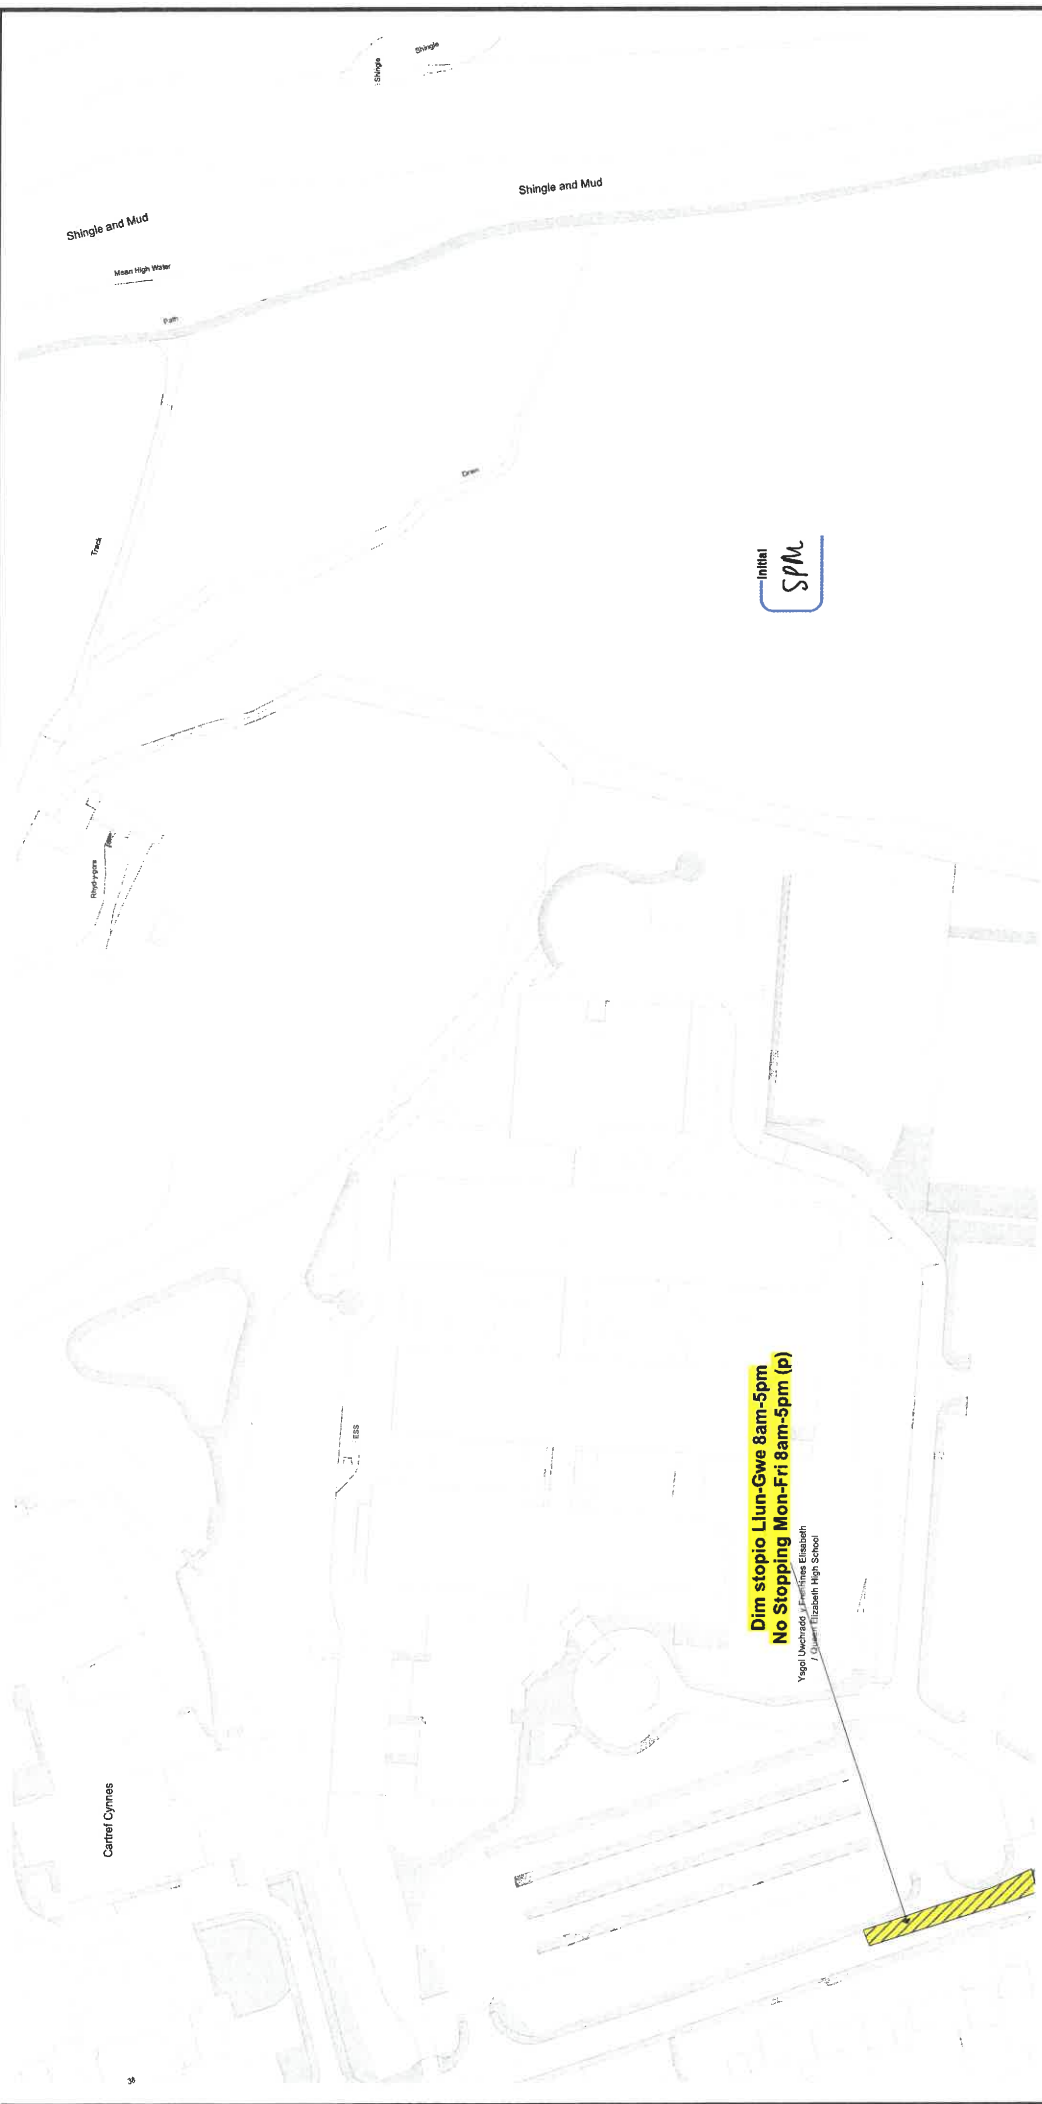 Shingle
Shingle
Shingle and Mud
Shingle and Mud
Mean High Water
Path
Drain
Track
Initial
SPM
Rhyd-y-gors
ESS
Dim stopio Llun-Gwe 8am-5pm
No Stopping Mon-Fri 8am-5pm (p)
Ysgol Uwchradd y Frenhines Elisabeth
/ Queen Elizabeth High School
Cartref Cynnes
38